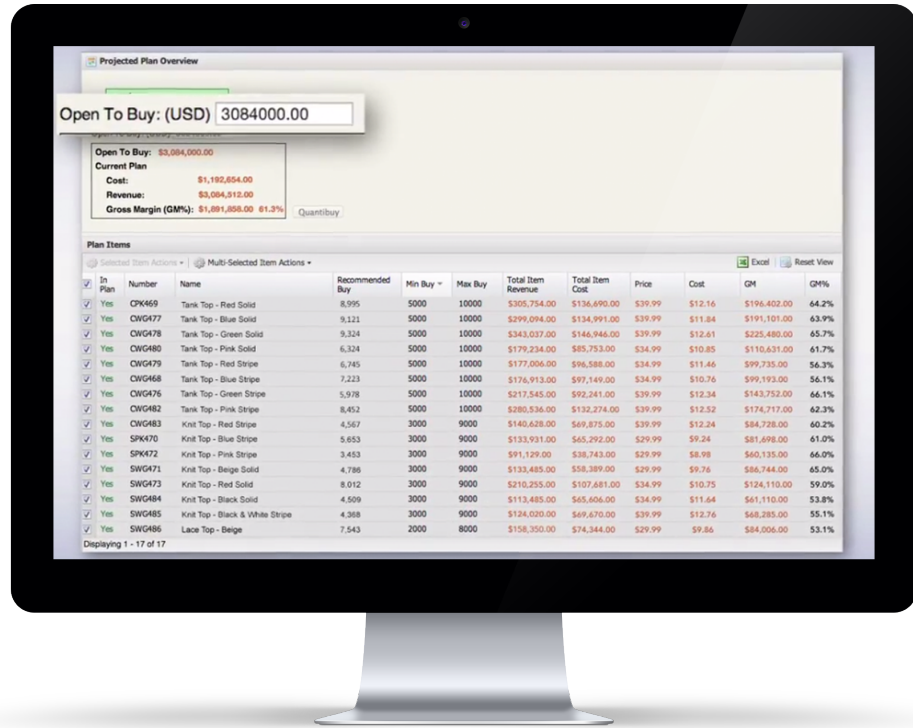 Projected Plan Overview
Open To Buy: (USD) 3084000.00
Open To Buy: $3,084,000.00
Current Plan
Cost: $1,192,654.00
Revenue: $3,084,512.00
Gross Margin (GM%): $1,891,858.00 61.3% Quantibuy
Plan Items
Selected Item Actions Multi-Selected Item Actions Excel Reset View
In Plan Number Name Recommended Buy Min Buy Max Buy Total Item Revenue Total Item Cost Price Cost GM GM%
Yes CPK469 Tank Top - Red Solid 8,995 5000 10000 $305,754.00 $136,690.00 $39.99 $12.16 $196,402.00 64.2%
Yes CWG477 Tank Top - Blue Solid 9,121 5000 10000 $299,094.00 $134,991.00 $39.99 $11.84 $191,101.00 63.9%
Yes CWG478 Tank Top - Green Solid 9,324 5000 10000 $343,037.00 $146,946.00 $39.99 $12.61 $225,480.00 65.7%
Yes CWG480 Tank Top - Pink Solid 6,324 5000 10000 $179,234.00 $85,753.00 $34.99 $10.85 $110,631.00 61.7%
Yes CWG479 Tank Top - Red Stripe 6,745 5000 10000 $177,006.00 $96,588.00 $34.99 $11.46 $99,735.00 56.3%
Yes CWG468 Tank Top - Blue Stripe 7,223 5000 10000 $176,913.00 $97,149.00 $34.99 $10.76 $99,193.00 56.1%
Yes CWG476 Tank Top - Green Stripe 5,978 5000 10000 $217,545.00 $92,241.00 $39.99 $12.34 $143,752.00 66.1%
Yes CWG482 Tank Top - Pink Stripe 8,452 5000 10000 $280,536.00 $132,274.00 $39.99 $12.52 $174,717.00 62.3%
Yes CWG483 Knit Top - Red Stripe 4,567 3000 9000 $140,628.00 $69,875.00 $39.99 $12.24 $84,728.00 60.2%
Yes SPK470 Knit Top - Blue Stripe 5,653 3000 9000 $133,931.00 $65,292.00 $29.99 $9.24 $81,698.00 61.0%
Yes SPK472 Knit Top - Pink Stripe 3,453 3000 9000 $91,129.00 $38,743.00 $29.99 $8.98 $60,135.00 66.0%
Yes SWG471 Knit Top - Beige Solid 4,786 3000 9000 $133,485.00 $58,389.00 $29.99 $9.76 $86,744.00 65.0%
Yes SWG473 Knit Top - Red Solid 8.012 3000 9000 $210,255.00 $107,681.00 $34.99 $10.75 $124,110.00 59.0%
Yes SWG484 Knit Top - Black Solid 4,509 3000 9000 $113,485.00 $65,606.00 $34.99 $11.64 $61,110.00 53.8%
Yes SWG485 Knit Top - Black & White Stripe 4,368 3000 9000 $124,020.00 $69,670.00 $39.99 $12.76 $68,285.00 55.1%
Yes SWG486 Lace Top - Beige 7,543 2000 8000 $158,350.00 $74,344.00 $29.99 $9.86 $84,006.00 53.1%
Displaying 1 - 17 of 17